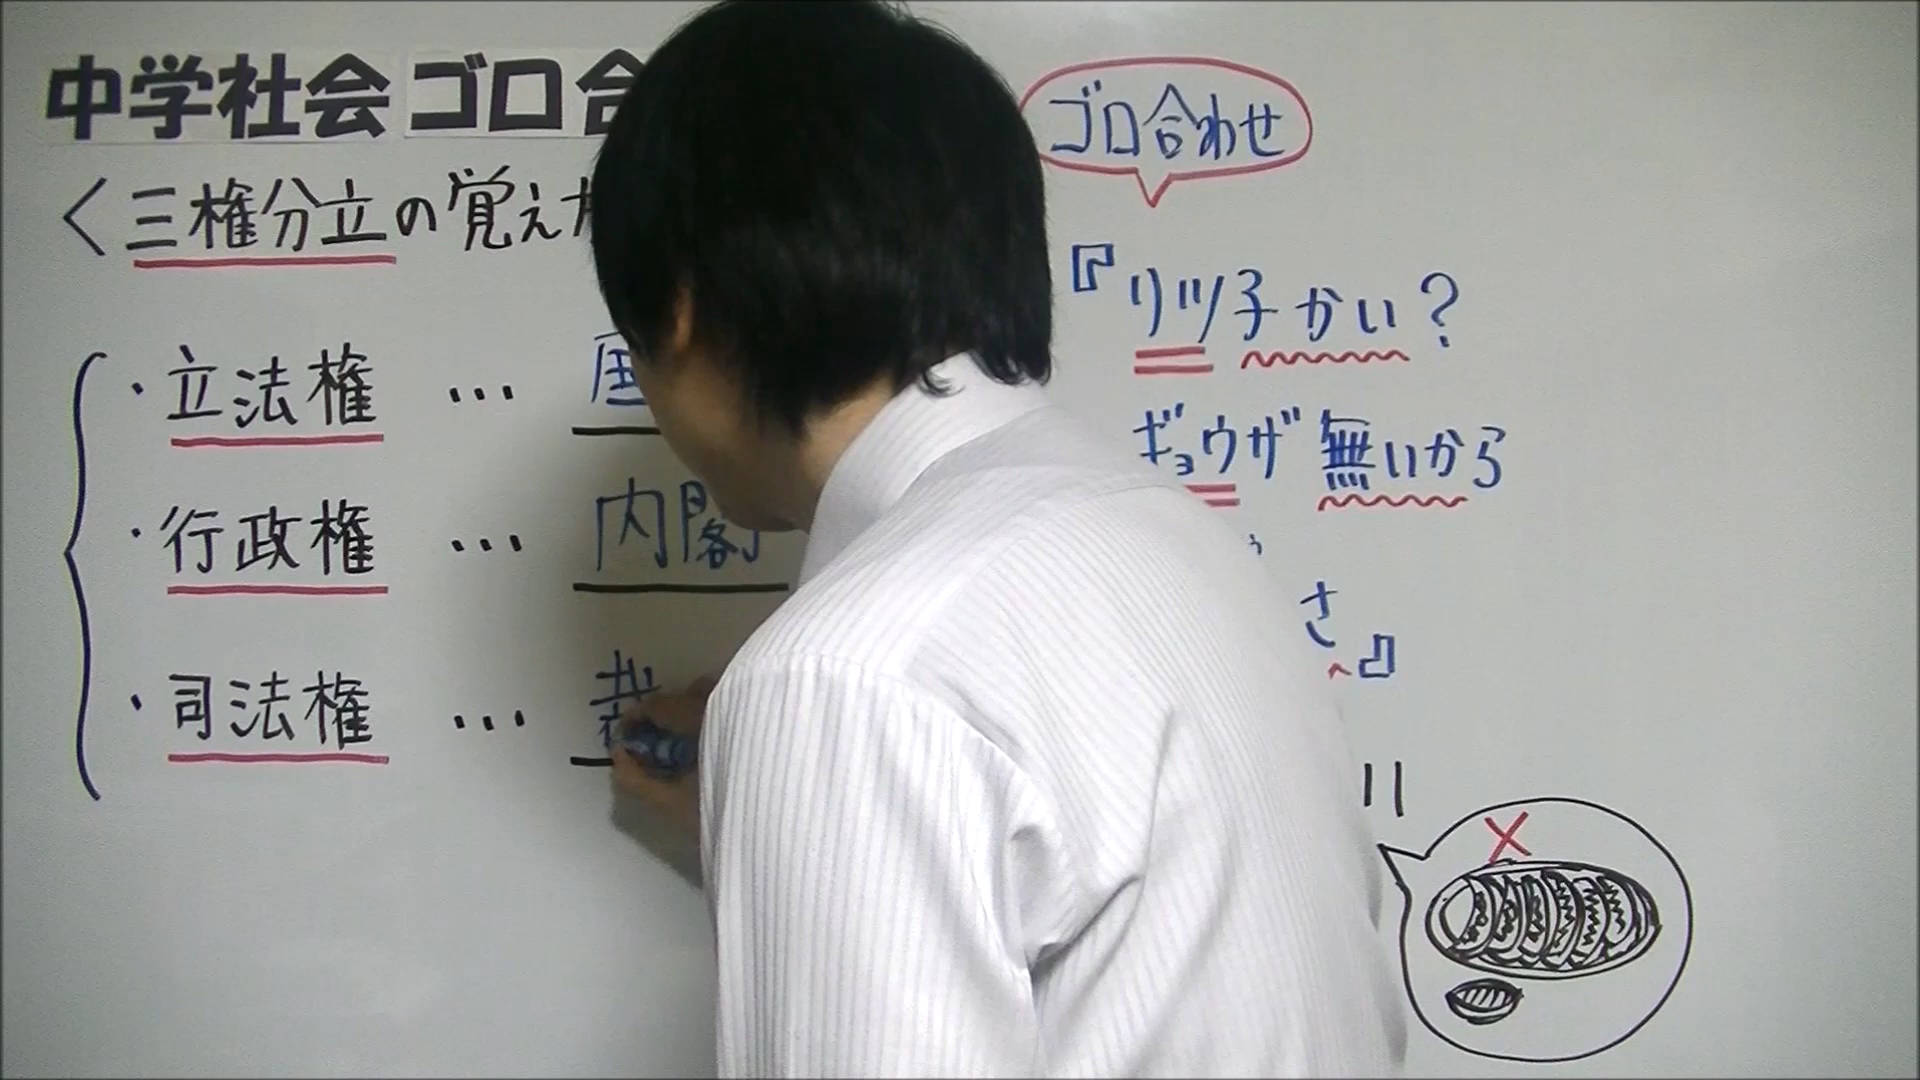 中学社会 ゴロ合
<三権分立の覚え
・立法権 … 国
・行政権 … 内閣
・司法権 … 裁
ゴロ合わせ
『リツ子かい?
ギョウザ無いから
さ』